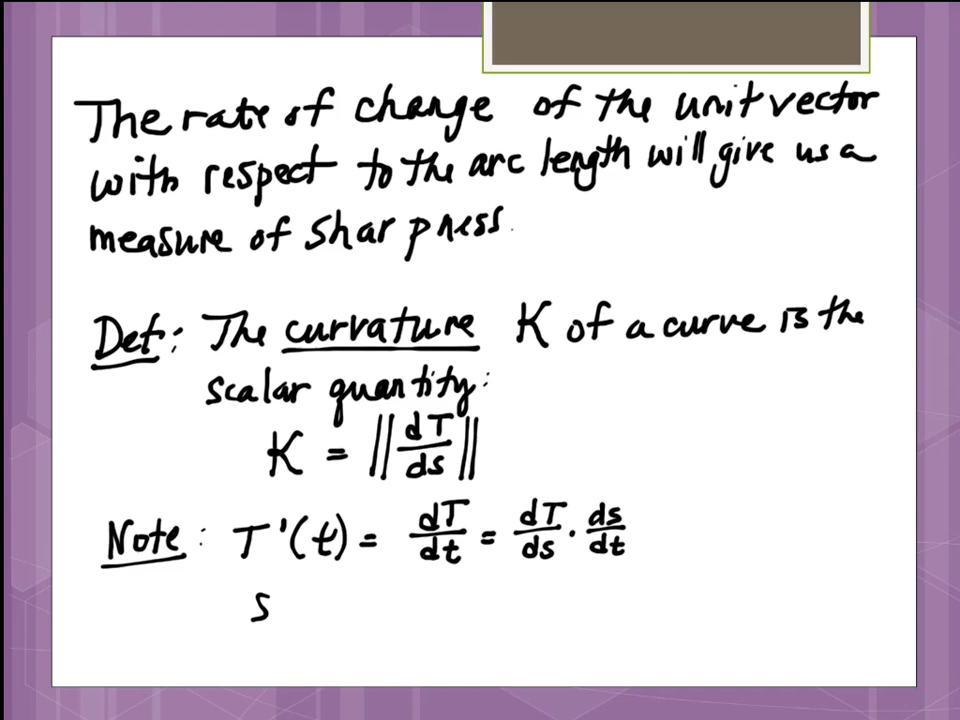 The rate of change of the unit vector
with respect to the arc length will give us a
measure of sharpness.
Def: The curvature K of a curve is the
scalar quantity:
K = ||dT/ds||
Note: T'(t) = dT/dt = dT/ds · ds/dt
S